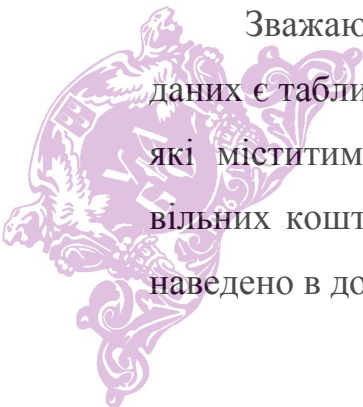 Зважаю
даних є табли
які міститим
вільних кошт
наведено в до